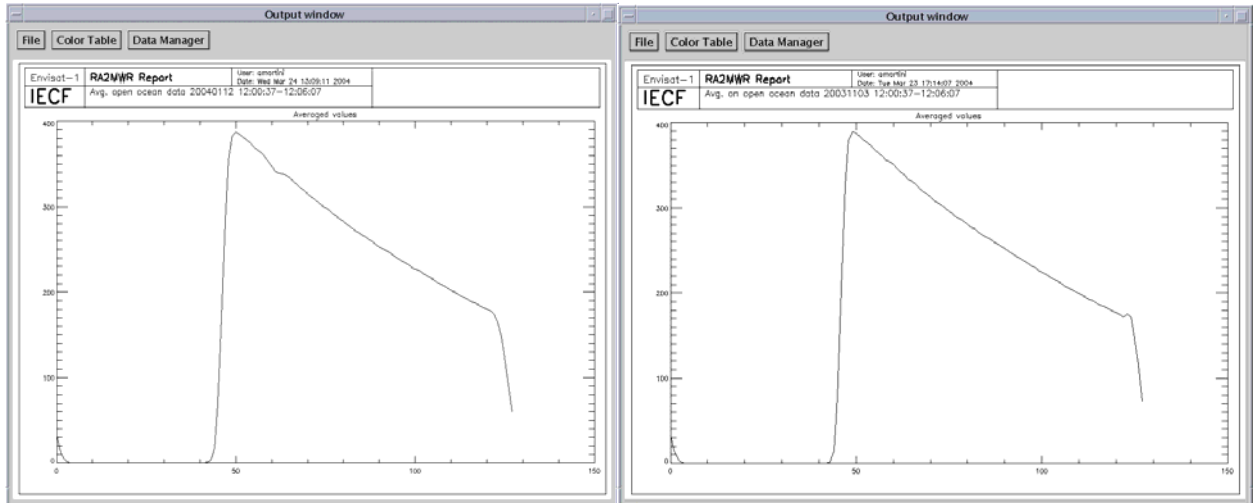 Output window
File Color Table Data Manager
Envisat-1 RA2MWR Report User: amartini
Date: Wed Mar 24 13:09:11 2004
IECF Avg. open ocean data 20040112 12:00:37-12:06:07
Averaged values
400
300
200
100
0
0 50 100 150
Output window
File Color Table Data Manager
Envisat-1 RA2MWR Report User: amartini
Date: Tue Mar 23 17:14:07 2004
IECF Avg. on open ocean data 20031103 12:00:37-12:06:07
Averaged values
400
300
200
100
0
0 50 100 150